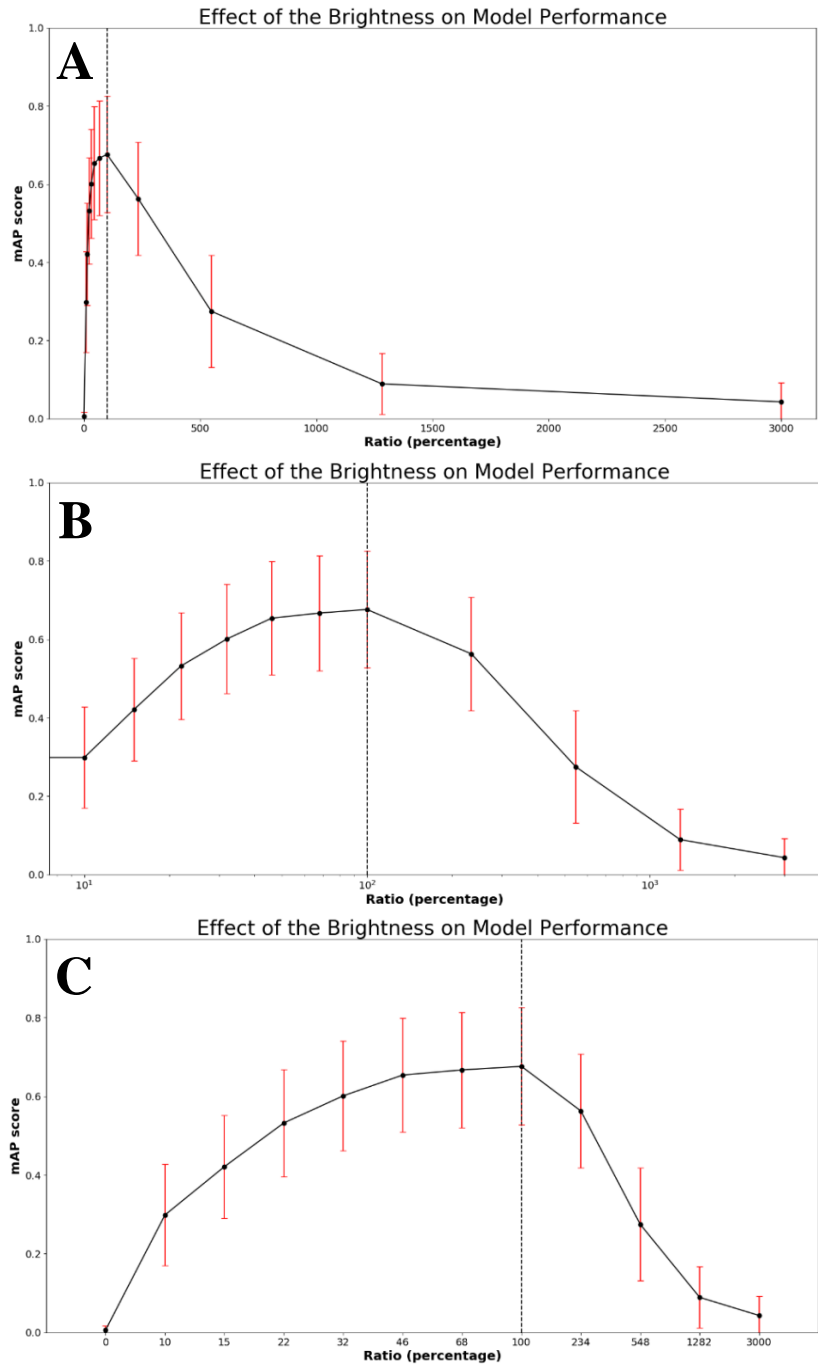 Effect of the Brightness on Model Performance
A
1.0
0.8
0.6
0.4
0.2
0.0
mAP score
0 500 1000 1500 2000 2500 3000
Ratio (percentage)
Effect of the Brightness on Model Performance
B
1.0
0.8
0.6
0.4
0.2
0.0
mAP score
10¹ 10² 10³
Ratio (percentage)
Effect of the Brightness on Model Performance
C
1.0
0.8
0.6
0.4
0.2
0.0
mAP score
0 10 15 22 32 46 68 100 234 548 1282 3000
Ratio (percentage)